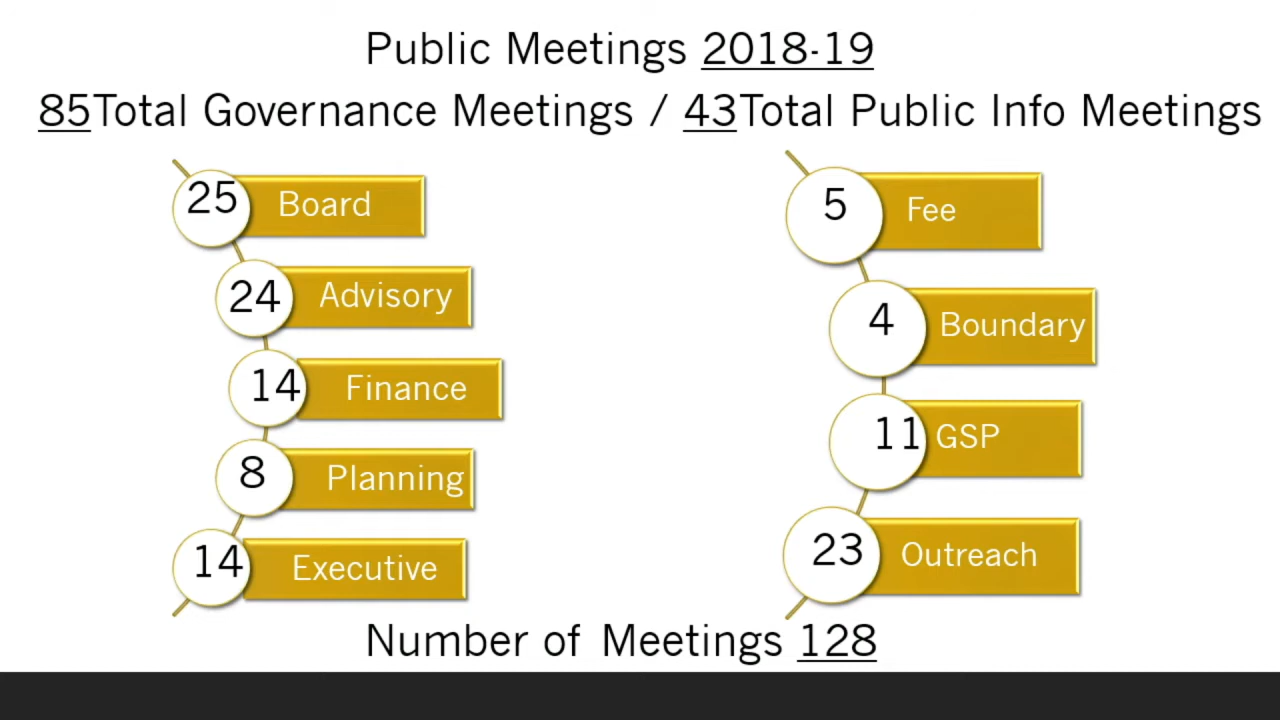 Public Meetings 2018-19
85Total Governance Meetings / 43Total Public Info Meetings
25 Board
24 Advisory
14 Finance
8 Planning
14 Executive
5 Fee
4 Boundary
11 GSP
23 Outreach
Number of Meetings 128